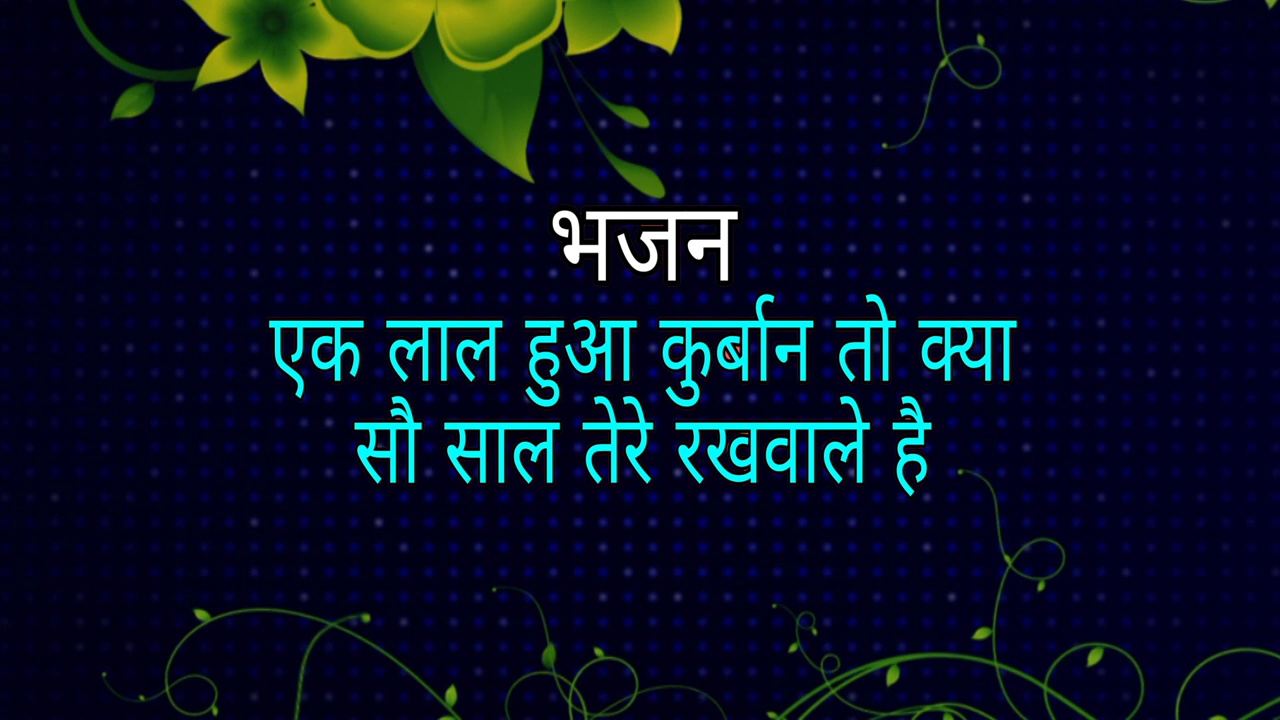 भजन
एक लाल हुआ कुर्बान तो क्या
सौ साल तेरे रखवाले है